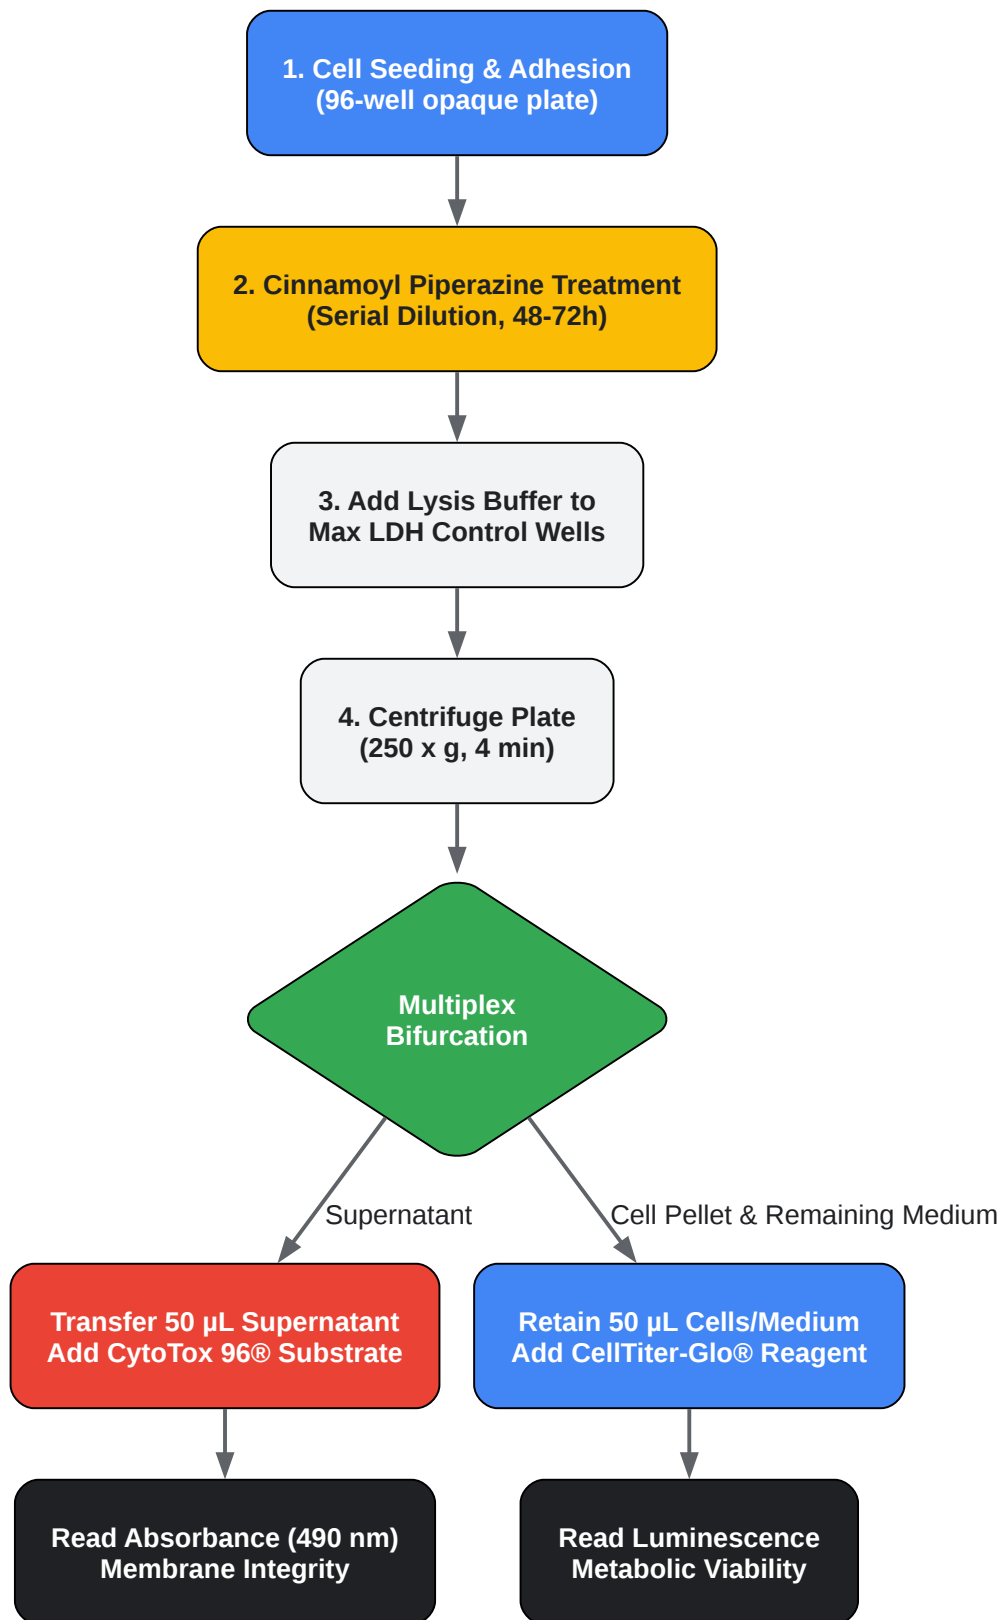 1. Cell Seeding & Adhesion
(96-well opaque plate)
2. Cinnamoyl Piperazine Treatment
(Serial Dilution, 48-72h)
3. Add Lysis Buffer to
Max LDH Control Wells
4. Centrifuge Plate
(250 x g, 4 min)
Multiplex
Bifurcation
Supernatant
Cell Pellet & Remaining Medium
Transfer 50 µL Supernatant
Add CytoTox 96® Substrate
Retain 50 µL Cells/Medium
Add CellTiter-Glo® Reagent
Read Absorbance (490 nm)
Membrane Integrity
Read Luminescence
Metabolic Viability